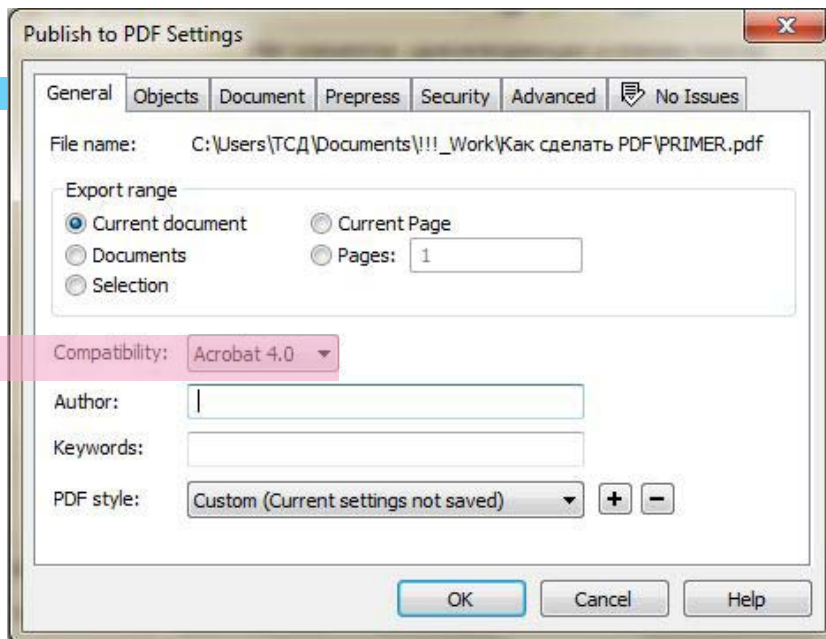 Publish to PDF Settings
General Objects Document Prepress Security Advanced No Issues
File name: C:\Users\ТСД\Documents\!!!_Work\Как сделать PDF\PRIMER.pdf
Export range
Current document Current Page
Documents Pages: 1
Selection
Compatibility: Acrobat 4.0
Author:
Keywords:
PDF style: Custom (Current settings not saved) + −
OK Cancel Help